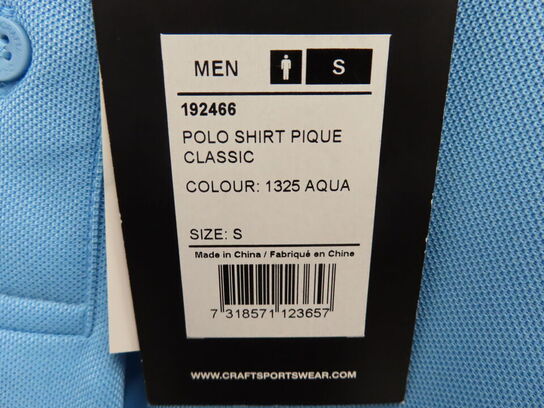 MEN S
192466
POLO SHIRT PIQUE
CLASSIC
COLOUR: 1325 AQUA
SIZE: S
Made in China / Fabriqué en Chine
7 318571 123657
WWW.CRAFTSPORTSWEAR.COM